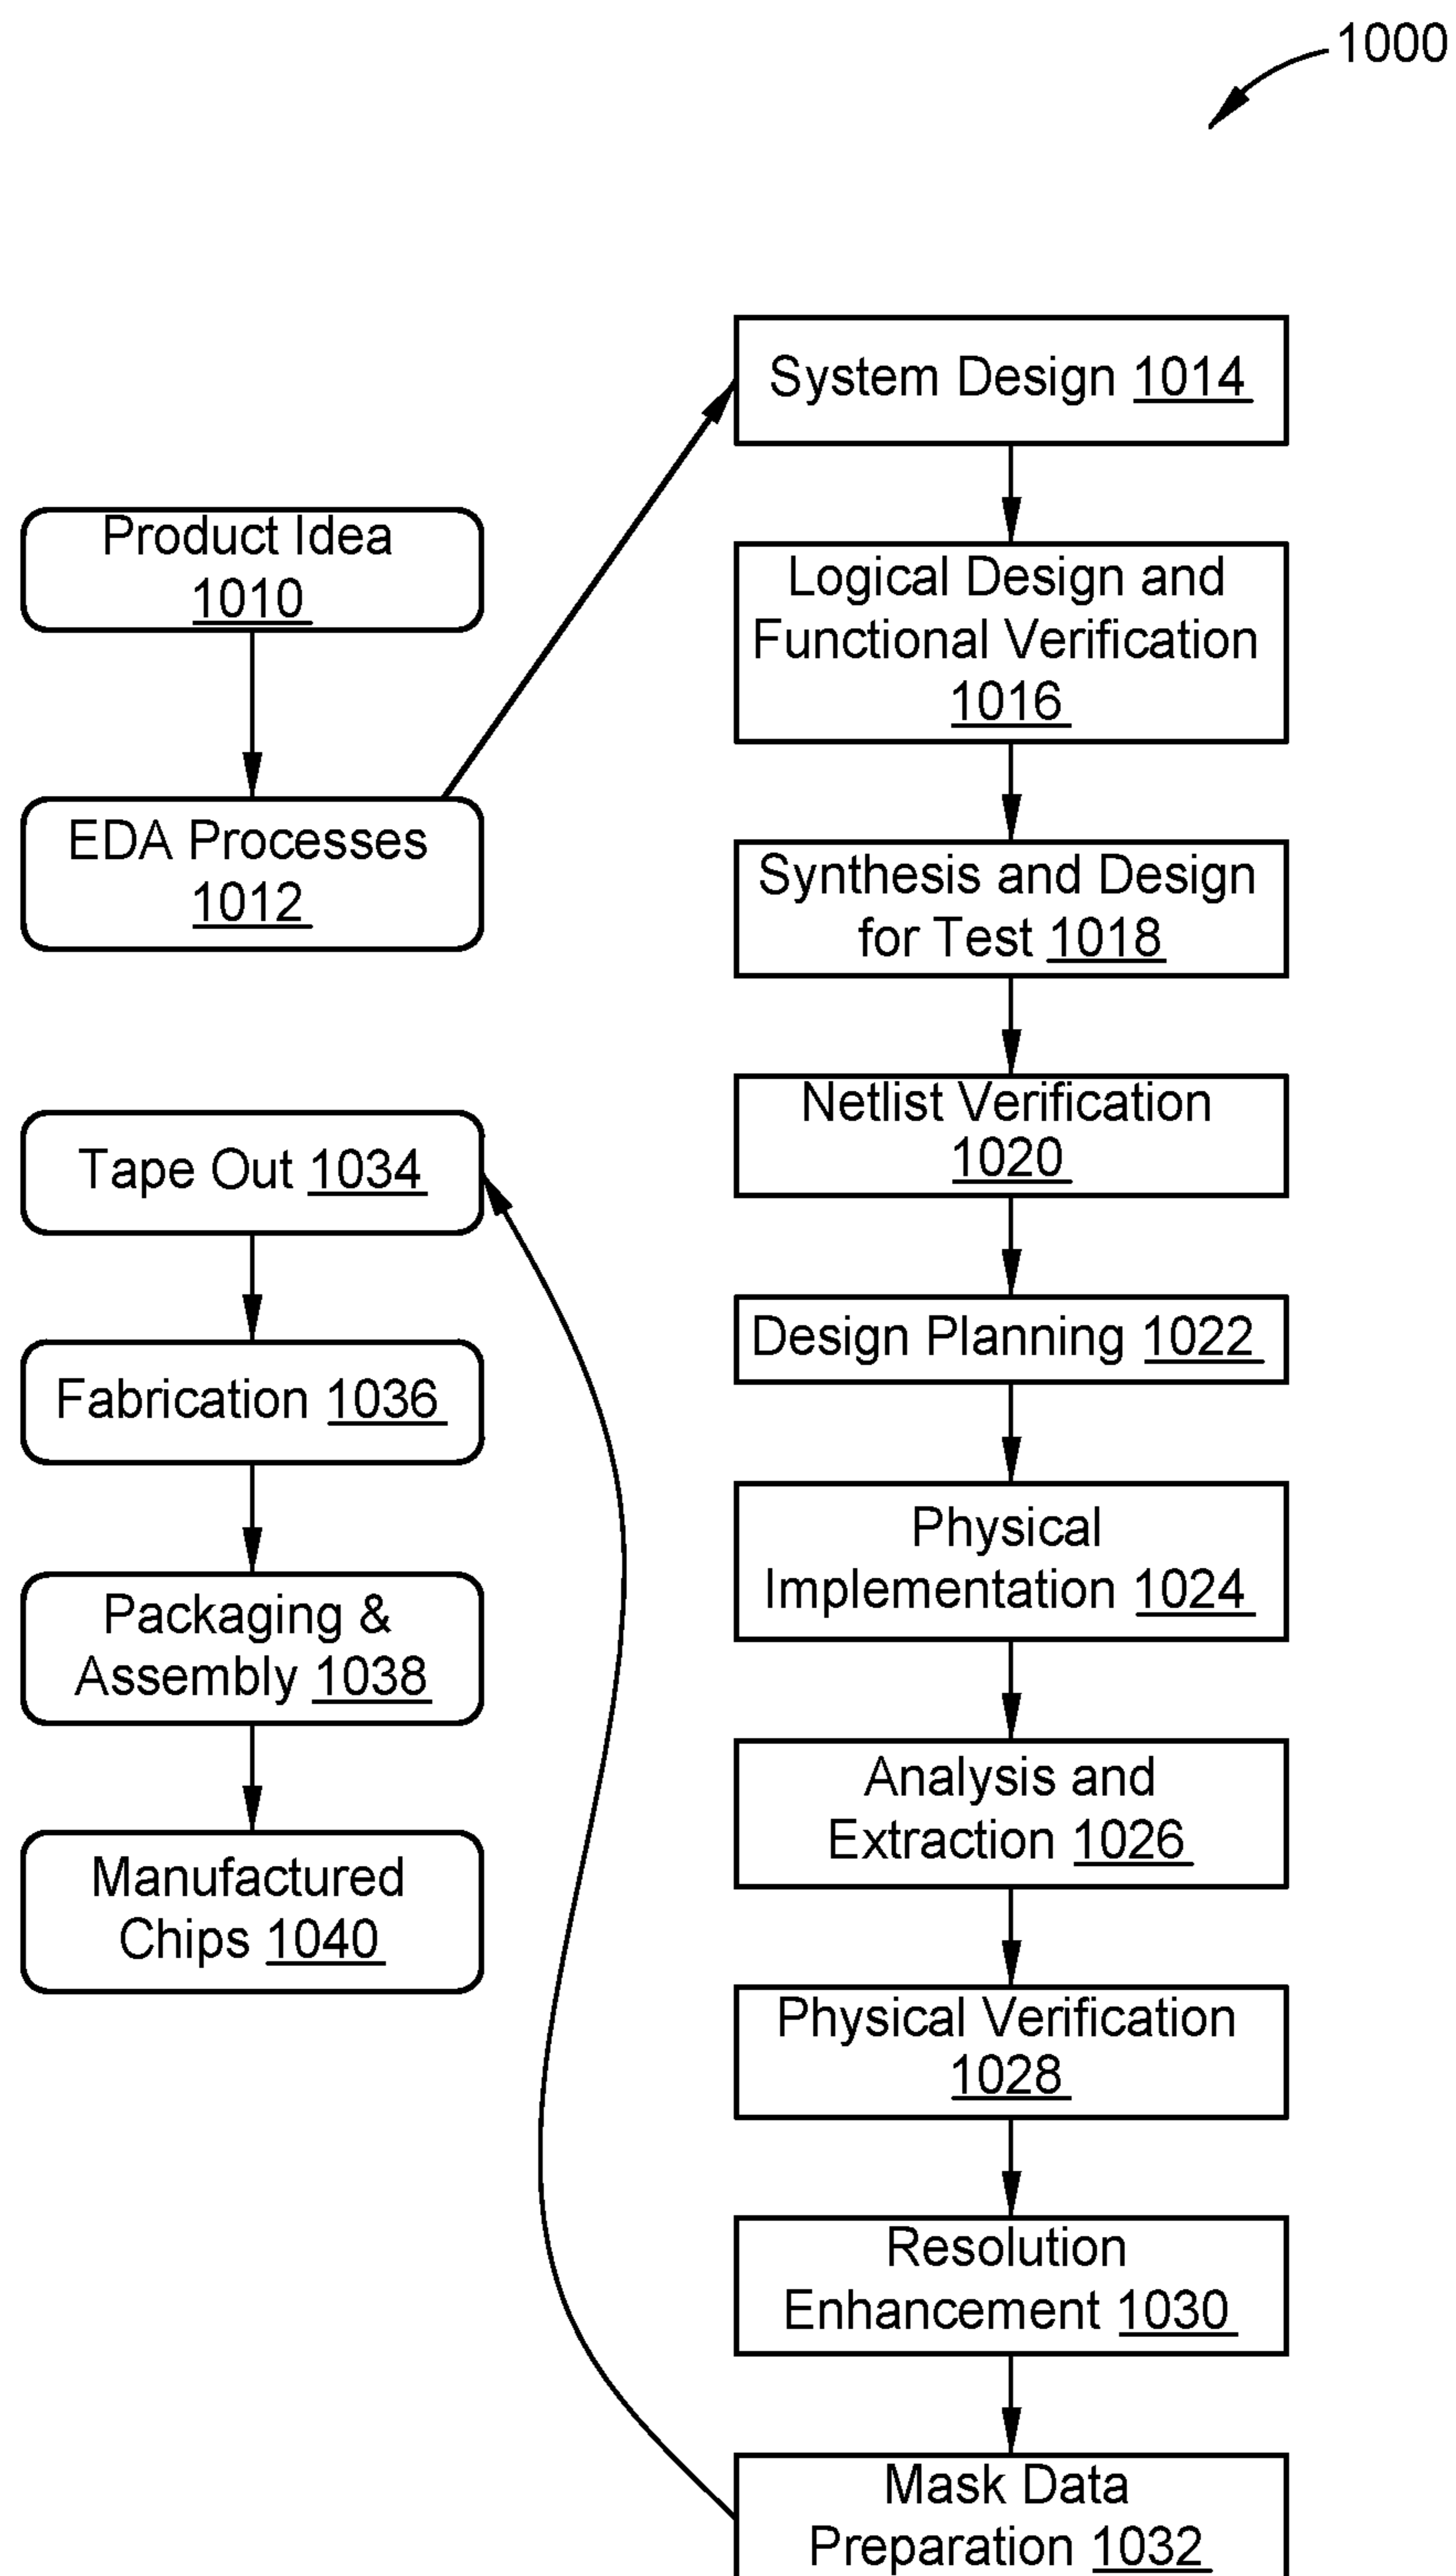 1000
Product Idea
1010
EDA Processes
1012
System Design 1014
Logical Design and
Functional Verification
1016
Synthesis and Design
for Test 1018
Netlist Verification
1020
Design Planning 1022
Physical
Implementation 1024
Analysis and
Extraction 1026
Physical Verification
1028
Resolution
Enhancement 1030
Mask Data
Preparation 1032
Tape Out 1034
Fabrication 1036
Packaging &
Assembly 1038
Manufactured
Chips 1040